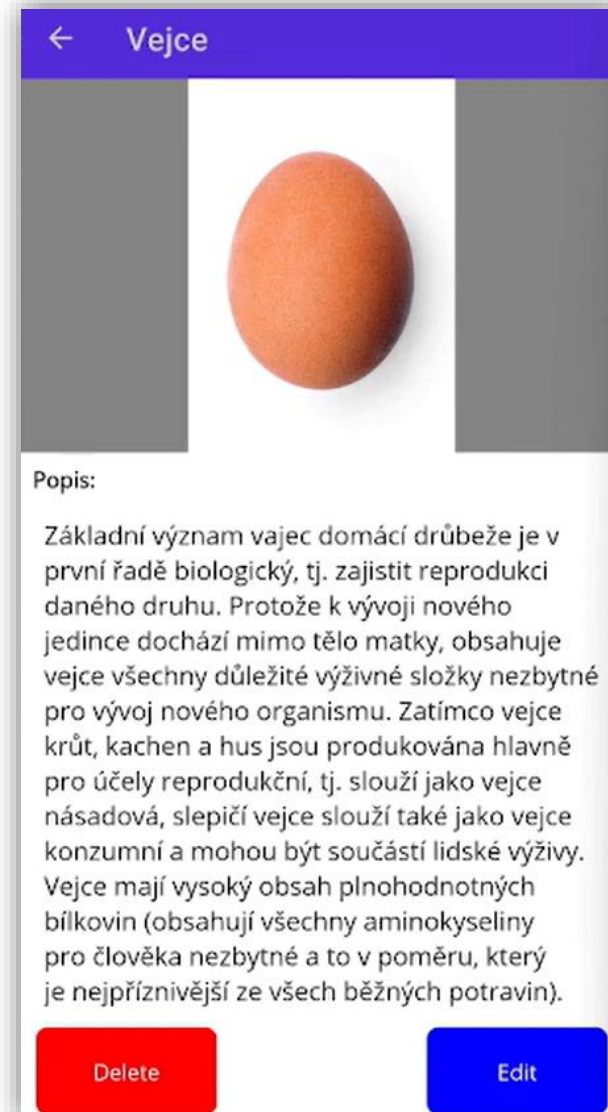 Vejce
Popis:
Základní význam vajec domácí drůbeže je v
první řadě biologický, tj. zajistit reprodukci
daného druhu. Protože k vývoji nového
jedince dochází mimo tělo matky, obsahuje
vejce všechny důležité výživné složky nezbytné
pro vývoj nového organismu. Zatímco vejce
krůt, kachen a hus jsou produkována hlavně
pro účely reprodukční, tj. slouží jako vejce
násadová, slepičí vejce slouží také jako vejce
konzumní a mohou být součástí lidské výživy.
Vejce mají vysoký obsah plnohodnotných
bílkovin (obsahují všechny aminokyseliny
pro člověka nezbytné a to v poměru, který
je nejpříznivější ze všech běžných potravin).
Delete
Edit